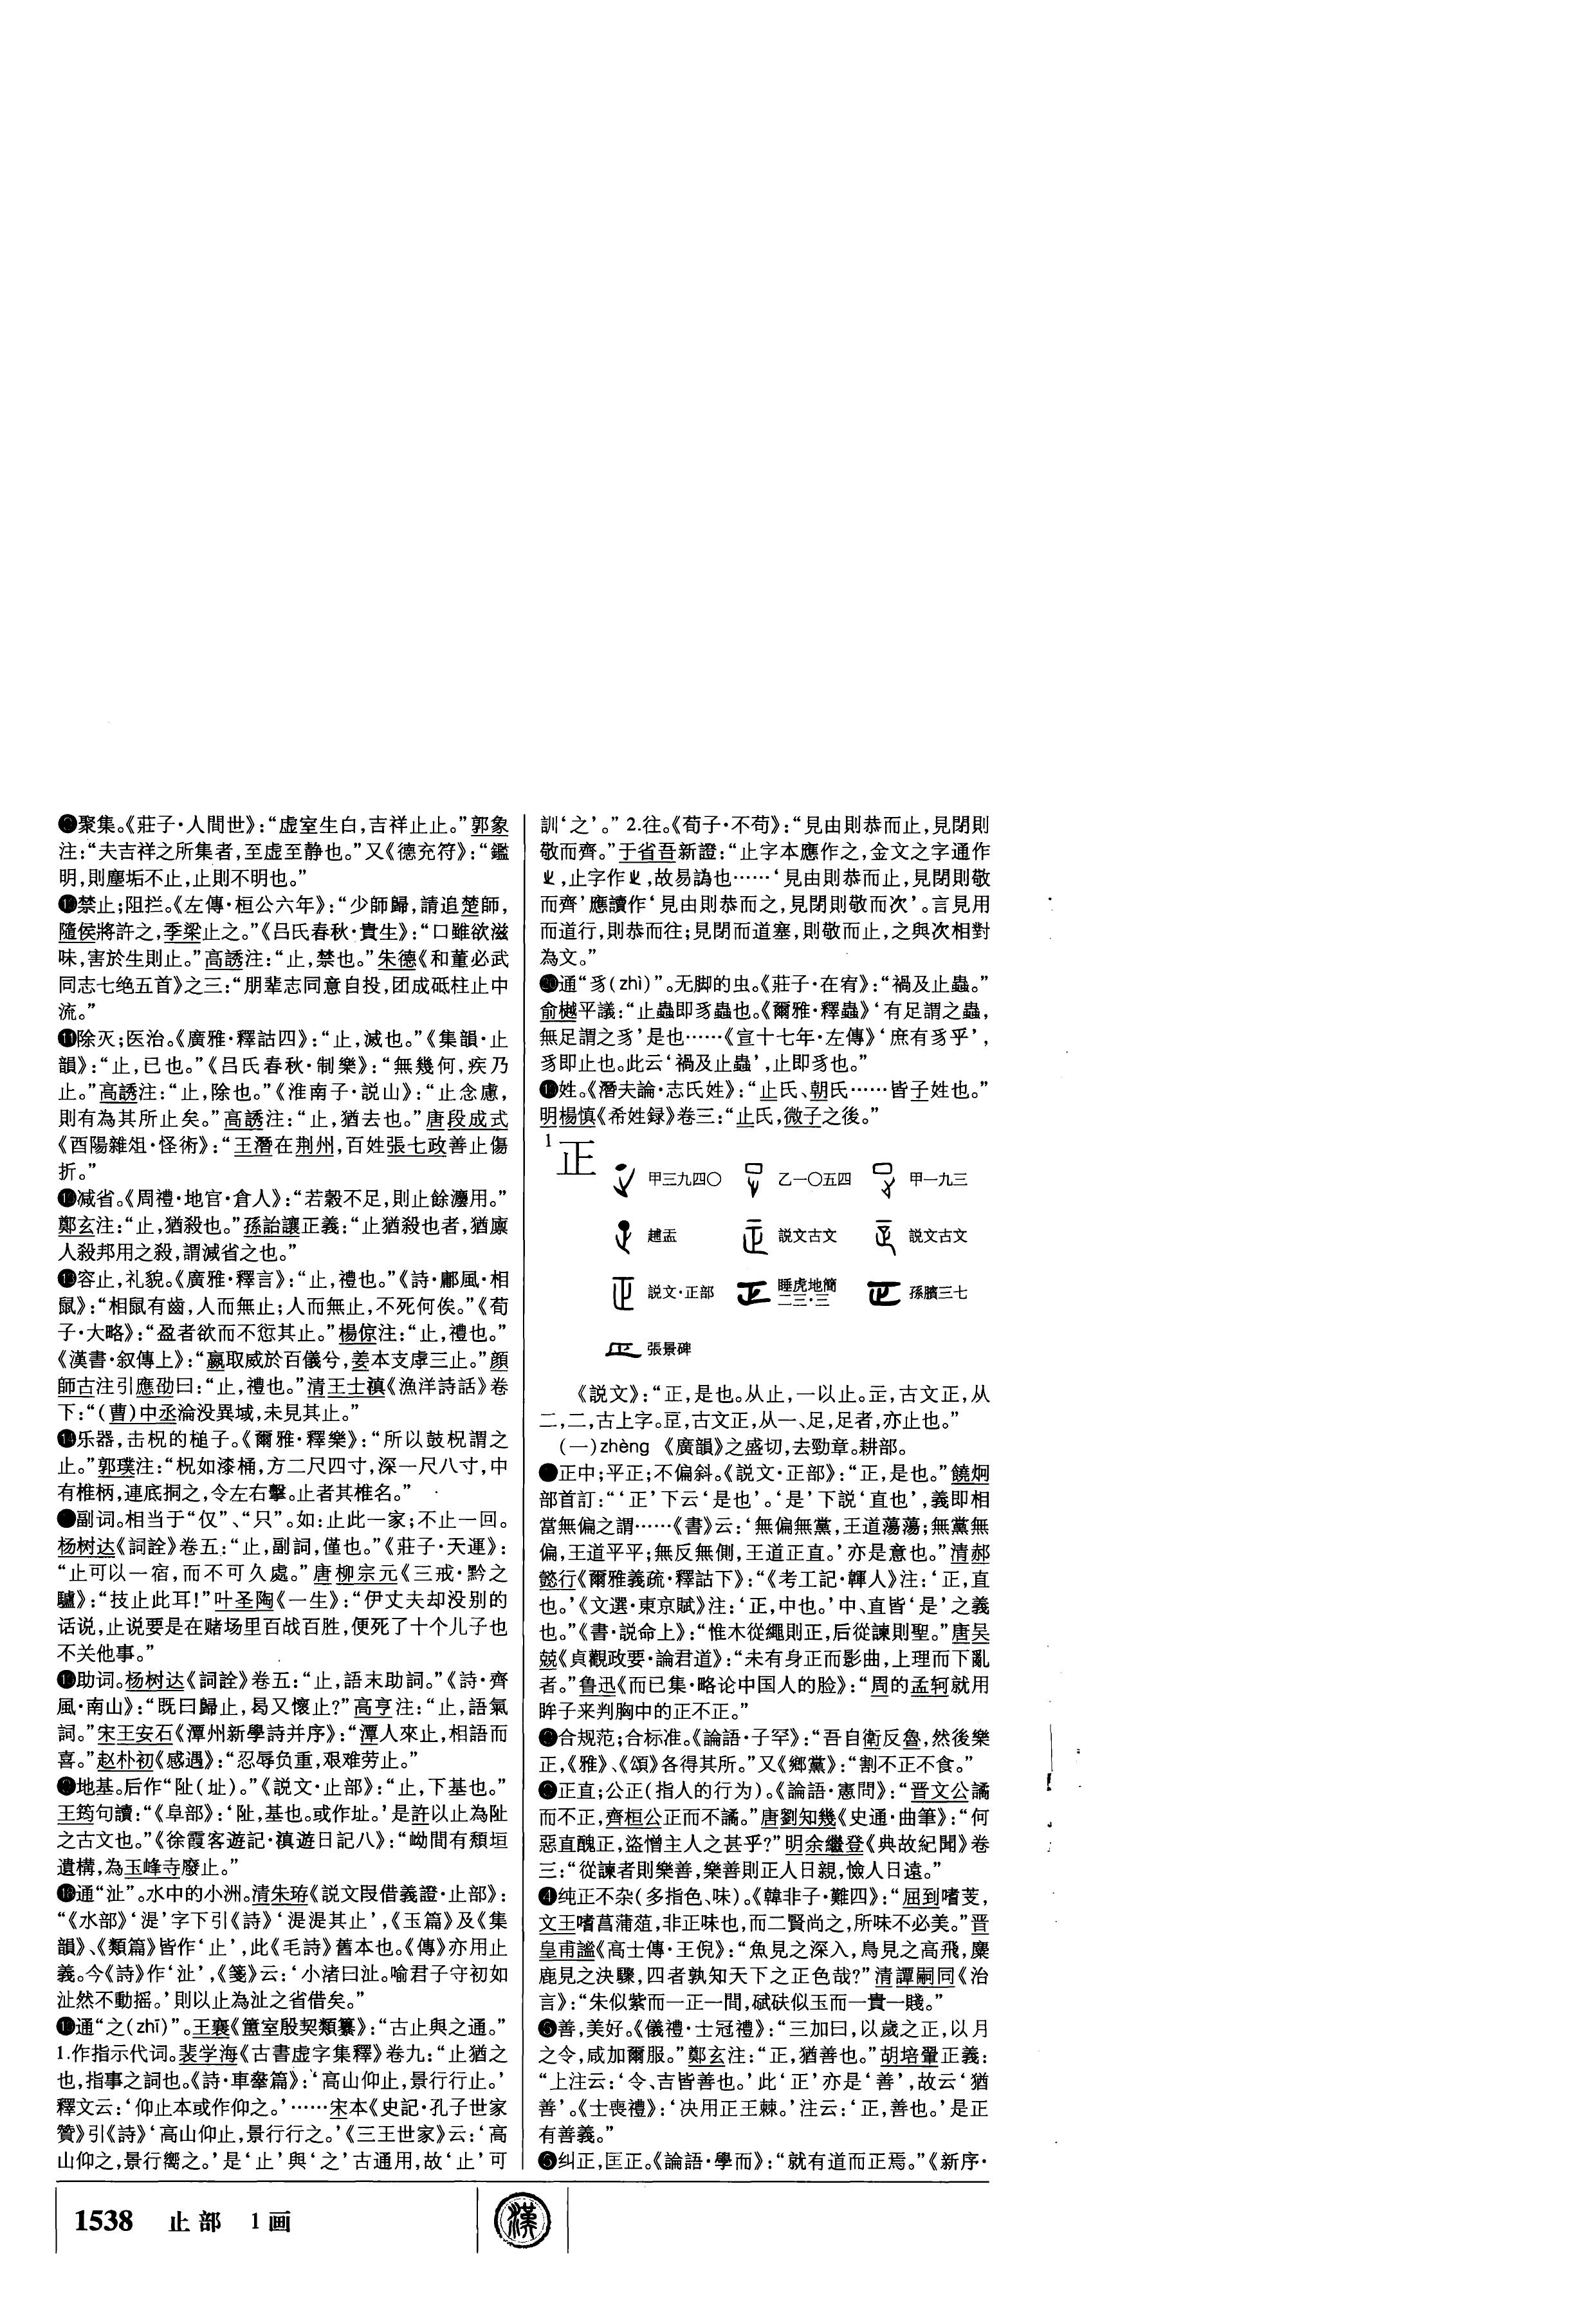 聚集。《莊子·人間世》:“虚室生白,吉祥止止。”郭象
注:“夫吉祥之所集者,至虚至静也。”又《德充符》:“鑑
明,則塵垢不止,止則不明也。”
禁止;阻拦。《左傳·桓公六年》:“少師歸,請追楚師,
隨侯將許之,季梁止之。”《吕氏春秋·貴生》:“口雖欲滋
味,害於生則止。”高誘注:“止,禁也。”朱德《和董必武
同志七绝五首》之三:“朋辈志同意自投,团成砥柱止中
流。”
⓫除灭;医治。《廣雅·釋詁四》:“止,滅也。”《集韻·止
韻》:“止,已也。”《吕氏春秋·制樂》:“無幾何,疾乃
止。”高誘注:“止,除也。”《淮南子·説山》:“止念慮,
則有為其所止矣。”高誘注:“止,猶去也。”唐段成式
《酉陽雜俎·怪術》:“王潛在荆州,百姓張七政善止傷
折。”
减省。《周禮·地官·倉人》:“若穀不足,則止餘灋用。”
鄭玄注:“止,猶殺也。”孫詒讓正義:“止猶殺也者,猶廩
人殺邦用之殺,謂減省之也。”
容止,礼貌。《廣雅·釋言》:“止,禮也。”《詩·鄘風·相
鼠》:“相鼠有齒,人而無止;人而無止,不死何俟。”《荀
子·大略》:“盈者欲而不愆其止。”楊倞注:“止,禮也。”
《漢書·叙傳上》:“嬴取威於百儀兮,姜本支虖三止。”顔
師古注引應劭曰:“止,禮也。”清王士禛《漁洋詩話》卷
下:“(曹)中丞淪没異域,未見其止。”
⓮乐器,击柷的槌子。《爾雅·釋樂》:“所以鼓柷謂之
止。”郭璞注:“柷如漆桶,方二尺四寸,深一尺八寸,中
有椎柄,連底挏之,令左右擊。止者其椎名。”
副词。相当于“仅”、“只”。如:止此一家;不止一回。
杨树达《詞詮》卷五:“止,副詞,僅也。”《莊子·天運》:
“止可以一宿,而不可久處。”唐柳宗元《三戒·黔之
驢》:“技止此耳!”叶圣陶《一生》:“伊丈夫却没别的
话说,止说要是在赌场里百战百胜,便死了十个儿子也
不关他事。”
助词。杨树达《詞詮》卷五:“止,語末助詞。”《詩·齊
風·南山》:“既曰歸止,曷又懷止?”高亨注:“止,語氣
詞。”宋王安石《潭州新學詩并序》:“潭人來止,相語而
喜。”赵朴初《感遇》:“忍辱负重,艰难劳止。”
地基。后作“阯(址)。”《説文·止部》:“止,下基也。”
王筠句讀:“《阜部》:‘阯,基也。或作址。’是許以止為阯
之古文也。”《徐霞客遊記·滇遊日記八》:“坳間有頹垣
遺構,為玉峰寺廢止。”
通“沚”。水中的小洲。清朱珔《説文叚借義證·止部》:
“《水部》‘湜’字下引《詩》‘湜湜其止’,《玉篇》及《集
韻》、《類篇》皆作‘止’,此《毛詩》舊本也。《傳》亦用止
義。今《詩》作‘沚’,《箋》云:‘小渚曰沚。喻君子守初如
沚然不動摇。’則以止為沚之省借矣。”
通“之(zhī)”。王襄《簠室殷契類纂》:“古止與之通。”
1.作指示代词。裴学海《古書虚字集釋》卷九:“止猶之
也,指事之詞也。《詩·車舝篇》:‘高山仰止,景行行止。’
釋文云:‘仰止本或作仰之。’……宋本《史記·孔子世家
贊》引《詩》‘高山仰止,景行行之。’《三王世家》云:‘高
山仰之,景行嚮之。’是‘止’與‘之’古通用,故‘止’可
訓‘之’。” 2.往。《荀子·不苟》:“見由則恭而止,見閉則
敬而齊。”于省吾新證:“止字本應作之,金文之字通作
,止字作,故易譌也……‘見由則恭而止,見閉則敬
而齊’應讀作‘見由則恭而之,見閉則敬而次’。言見用
而道行,則恭而往;見閉而道塞,則敬而止,之與次相對
為文。”
⓴通“豸(zhì)”。无脚的虫。《莊子·在宥》:“禍及止蟲。”
俞樾平議:“止蟲即豸蟲也。《爾雅·釋蟲》‘有足謂之蟲,
無足謂之豸’是也……《宣十七年·左傳》‘庶有豸乎’,
豸即止也。此云‘禍及止蟲’,止即豸也。”
姓。《潛夫論·志氏姓》:“止氏、朝氏……皆子姓也。”
明楊慎《希姓録》卷三:“止氏,微子之後。”
1 正
甲三九四〇 乙一〇五四 甲一九三
趞盂 説文古文 説文古文
説文·正部 睡虎地簡二三·三 孫臏三七
張景碑
《説文》:“正,是也。从止,一以止。𤴓,古文正,从
二,二,古上字。𧾷,古文正,从一、足,足者,亦止也。”
(一)zhèng 《廣韻》之盛切,去勁章。耕部。
正中;平正;不偏斜。《説文·正部》:“正,是也。”饒炯
部首訂:“‘正’下云‘是也’。‘是’下説‘直也’,義即相
當無偏之謂……《書》云:‘無偏無黨,王道蕩蕩;無黨無
偏,王道平平;無反無側,王道正直。’亦是意也。”清郝
懿行《爾雅義疏·釋詁下》:“《考工記·韗人》注:‘正,直
也。’《文選·東京賦》注:‘正,中也。’中、直皆‘是’之義
也。”《書·説命上》:“惟木從繩則正,后從諫則聖。”唐吴
兢《貞觀政要·論君道》:“未有身正而影曲,上理而下亂
者。”鲁迅《而已集·略论中国人的脸》:“周的孟轲就用
眸子来判胸中的正不正。”
合规范;合标准。《論語·子罕》:“吾自衛反魯,然後樂
正,《雅》、《頌》各得其所。”又《鄉黨》:“割不正不食。”
正直;公正(指人的行为)。《論語·憲問》:“晋文公譎
而不正,齊桓公正而不譎。”唐劉知幾《史通·曲筆》:“何
惡直醜正,盗憎主人之甚乎?”明余繼登《典故紀聞》卷
三:“從諫者則樂善,樂善則正人日親,憸人日遠。”
❹纯正不杂(多指色、味)。《韓非子·難四》:“屈到嗜芰,
文王嗜菖蒲菹,非正味也,而二賢尚之,所味不必美。”晋
皇甫謐《高士傳·王倪》:“魚見之深入,鳥見之高飛,麋
鹿見之決驟,四者孰知天下之正色哉?”清譚嗣同《治
言》:“朱似紫而一正一間,碔砆似玉而一貴一賤。”
❺善,美好。《儀禮·士冠禮》:“三加曰,以歲之正,以月
之令,咸加爾服。”鄭玄注:“正,猶善也。”胡培翬正義:
“上注云:‘令、吉皆善也。’此‘正’亦是‘善’,故云‘猶
善’。《士喪禮》:‘决用正王棘。’注云:‘正,善也。’是正
有善義。”
纠正,匡正。《論語·學而》:“就有道而正焉。”《新序·
1538 止部 1画
漢